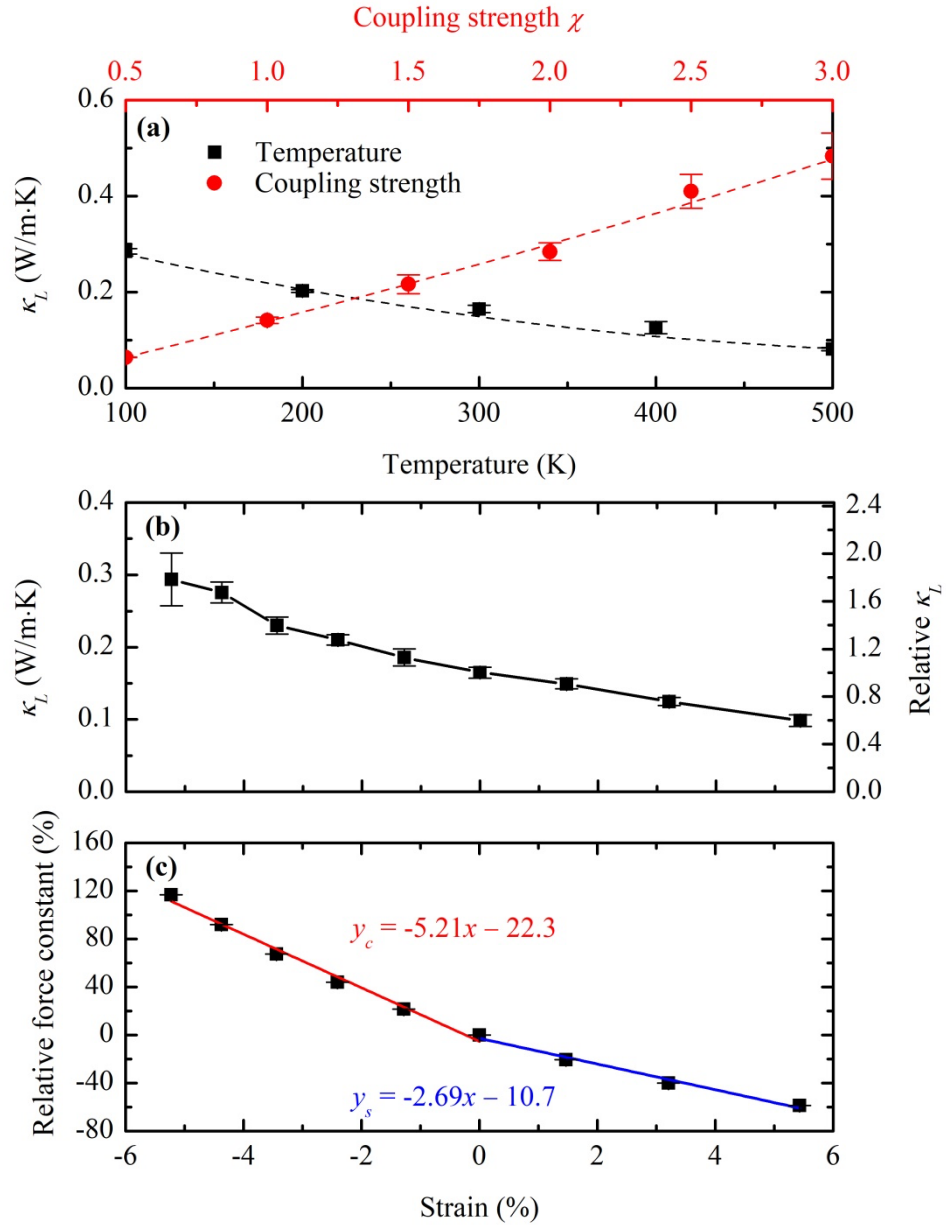 Coupling strength χ
0.5 1.0 1.5 2.0 2.5 3.0
(a)
Temperature
Coupling strength
κL (W/m·K)
0.6
0.4
0.2
0.0
100 200 300 400 500
Temperature (K)
(b)
κL (W/m·K)
0.4
0.3
0.2
0.1
0.0
2.4
2.0
1.6
1.2
0.8
0.4
0.0
Relative κL
(c)
Relative force constant (%)
160
120
80
40
0
-40
-80
yc = -5.21x – 22.3
ys = -2.69x – 10.7
-6 -4 -2 0 2 4 6
Strain (%)